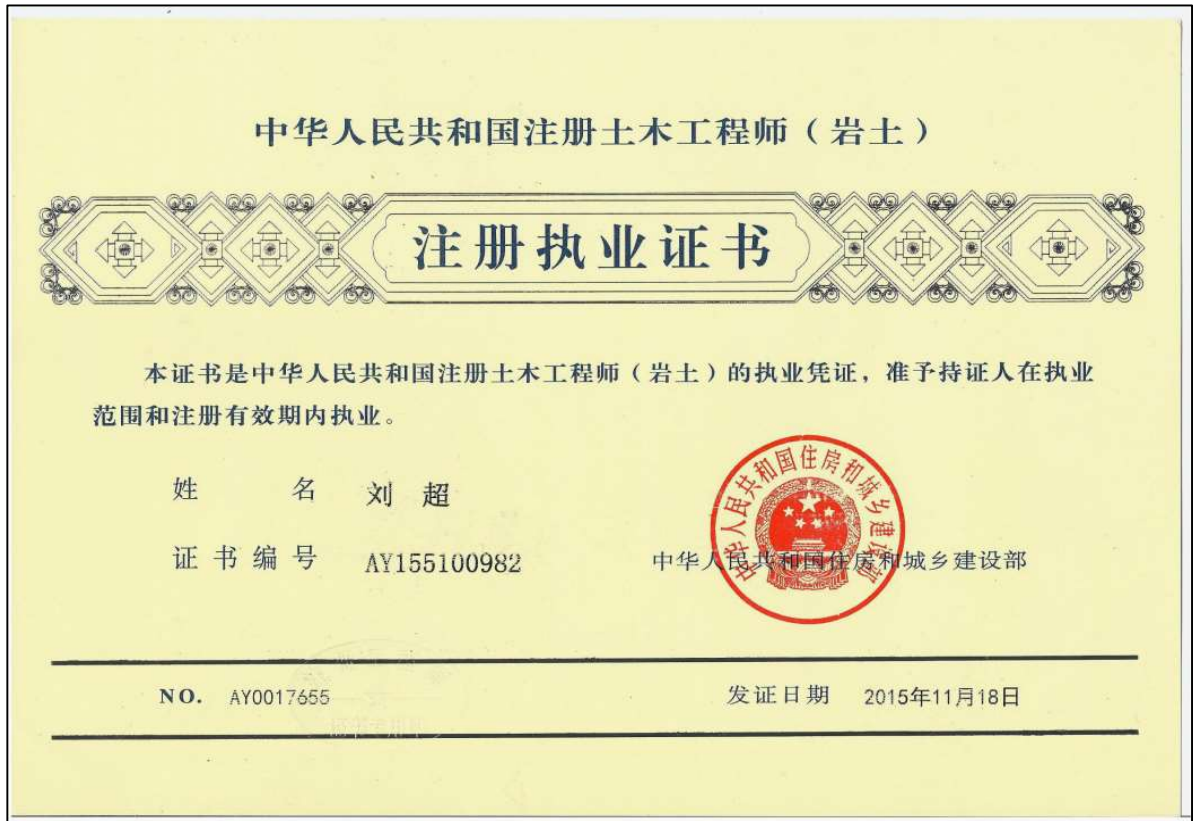 中华人民共和国注册土木工程师（岩土）
注册执业证书
本证书是中华人民共和国注册土木工程师（岩土）的执业凭证，准予持证人在执业
范围和注册有效期内执业。
姓 名 刘 超
证书编号 AY155100982
中华人民共和国住房和城乡建设部
中华人民共和国住房和城乡建设部
NO. AY0017655 发证日期 2015年11月18日